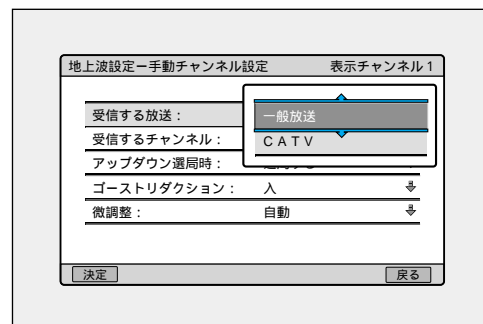 地上波設定ー手動チャンネル設定 表示チャンネル1
受信する放送： 一般放送
受信するチャンネル： CATV
アップダウン選局時：
ゴーストリダクション： 入
微調整： 自動
決定 戻る